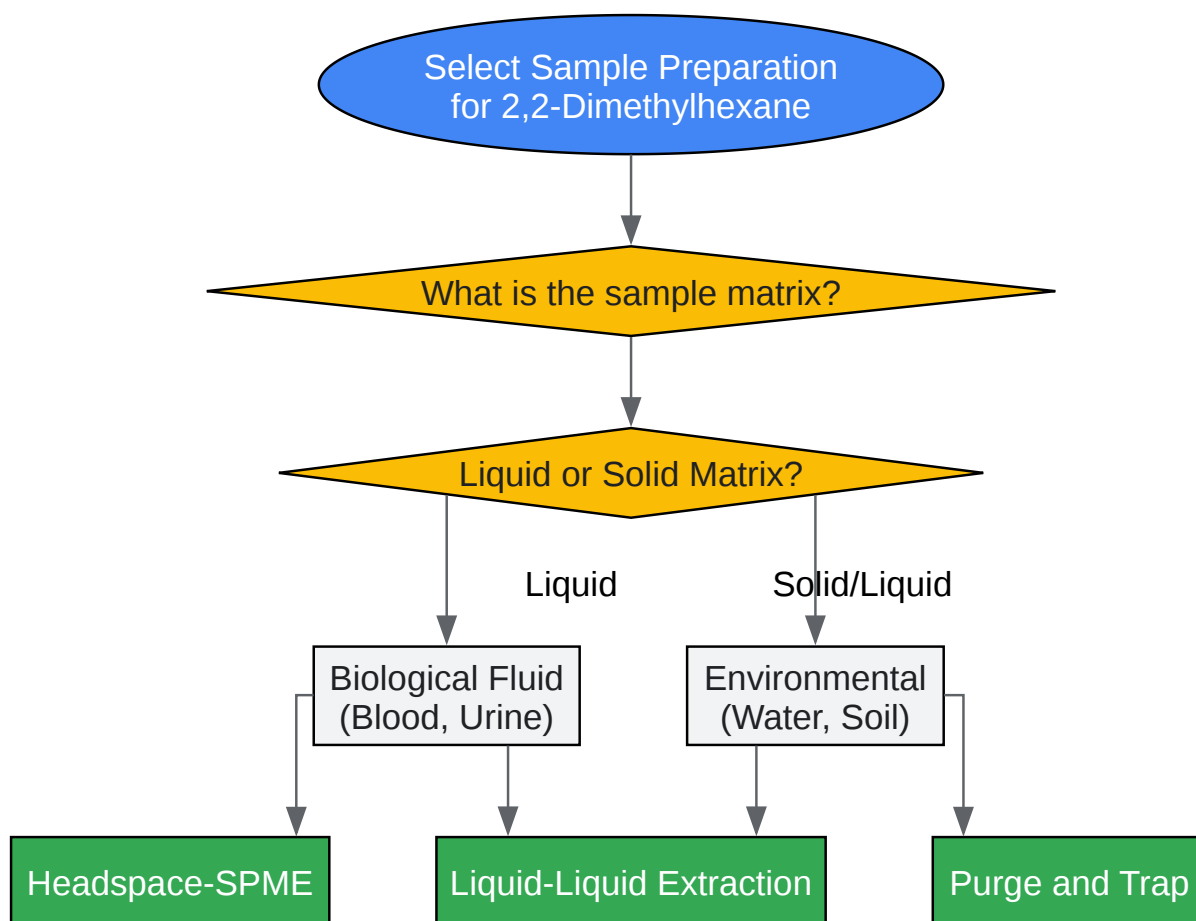 Select Sample Preparation
for 2,2-Dimethylhexane
What is the sample matrix?
Liquid or Solid Matrix?
Liquid
Solid/Liquid
Biological Fluid
(Blood, Urine)
Environmental
(Water, Soil)
Headspace-SPME
Liquid-Liquid Extraction
Purge and Trap